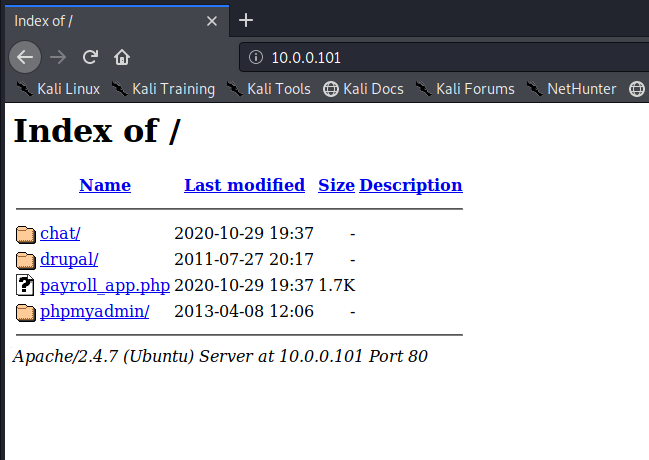 Index of /
10.0.0.101
Kali Linux Kali Training Kali Tools Kali Docs Kali Forums NetHunter
Index of /
Name Last modified Size Description
chat/ 2020-10-29 19:37 -
drupal/ 2011-07-27 20:17 -
payroll_app.php 2020-10-29 19:37 1.7K
phpmyadmin/ 2013-04-08 12:06 -
Apache/2.4.7 (Ubuntu) Server at 10.0.0.101 Port 80